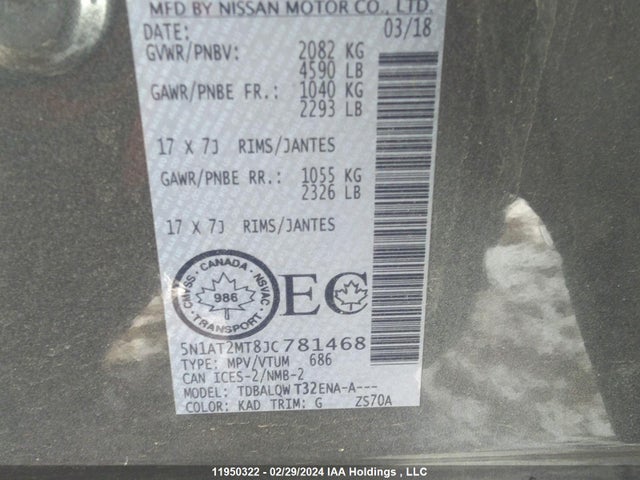 MFD BY NISSAN MOTOR CO., LTD.
DATE: 03/18
GVWR/PNBV: 2082 KG
4590 LB
GAWR/PNBE FR.: 1040 KG
2293 LB
17 X 7J RIMS/JANTES
GAWR/PNBE RR.: 1055 KG
2326 LB
17 X 7J RIMS/JANTES
CANADA
CMVSS NSVAC
986
TRANSPORT
EC
5N1AT2MT8JC781468
TYPE: MPV/VTUM 686
CAN ICES-2/NMB-2
MODEL: TDBALQW T32ENA-A---
COLOR: KAD TRIM: G ZS70A
11950322 - 02/29/2024 IAA Holdings , LLC